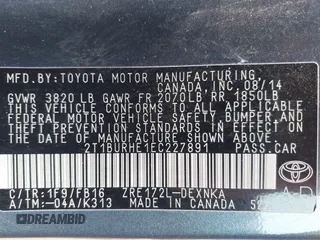 MFD.BY:TOYOTA MOTOR MANUFACTURING,
CANADA, INC. 08/14
GVWR 3820 LB GAWR FR 2070LB RR 1850LB
THIS VEHICLE CONFORMS TO ALL APPLICABLE
FEDERAL MOTOR VEHICLE SAFETY, BUMPER, AND
THEFT PREVENTION STANDARDS IN EFFECT ON
THE DATE OF MANUFACTURE SHOWN ABOVE.
2T1BURHE1EC227891 PASS.CAR
C/TR:1F9/FB16 ZRE172L-DEXNKA
A/TM:-04A/K313 MADE IN CANADA
TOYOTA
AUTOBIDMASTER